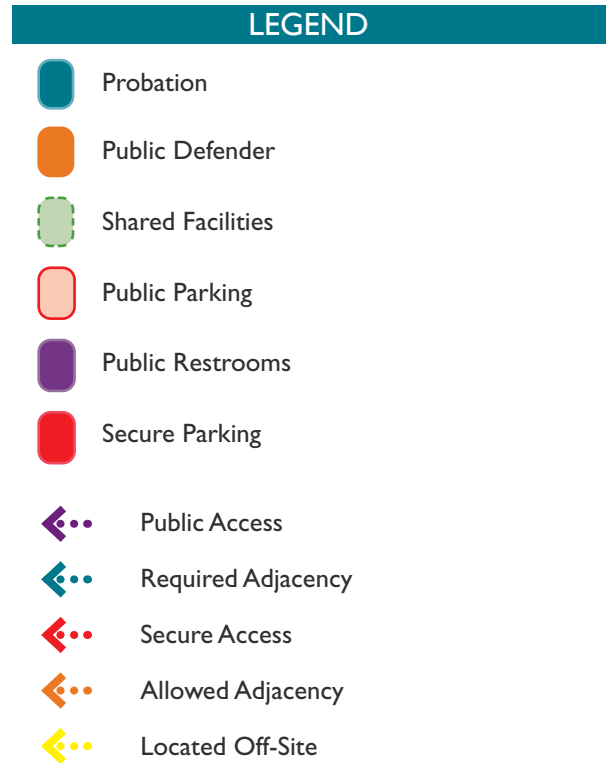 LEGEND
Probation
Public Defender
Shared Facilities
Public Parking
Public Restrooms
Secure Parking
Public Access
Required Adjacency
Secure Access
Allowed Adjacency
Located Off-Site